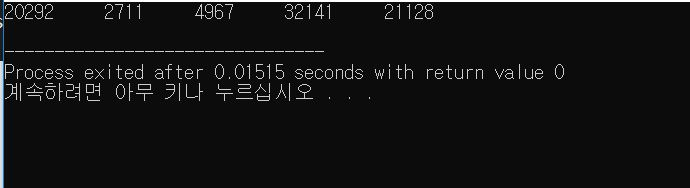 20292 2711 4967 32141 21128
--------------------------------
Process exited after 0.01515 seconds with return value 0
계속하려면 아무 키나 누르십시오 . . .